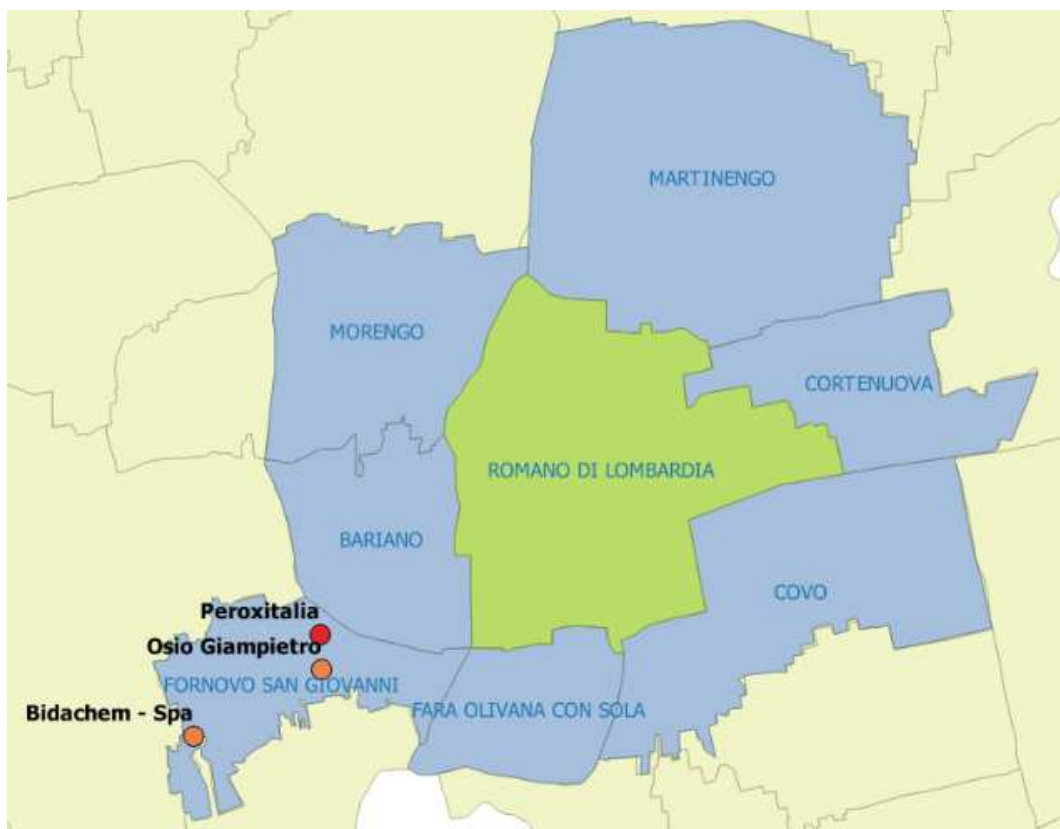 MARTINENGO
MORENGO
CORTENUOVA
ROMANO DI LOMBARDIA
BARIANO
COVO
Peroxitalia
Osio Giampietro
FORNOVO SAN GIOVANNI
FARA OLIVANA CON SOLA
Bidachem - Spa